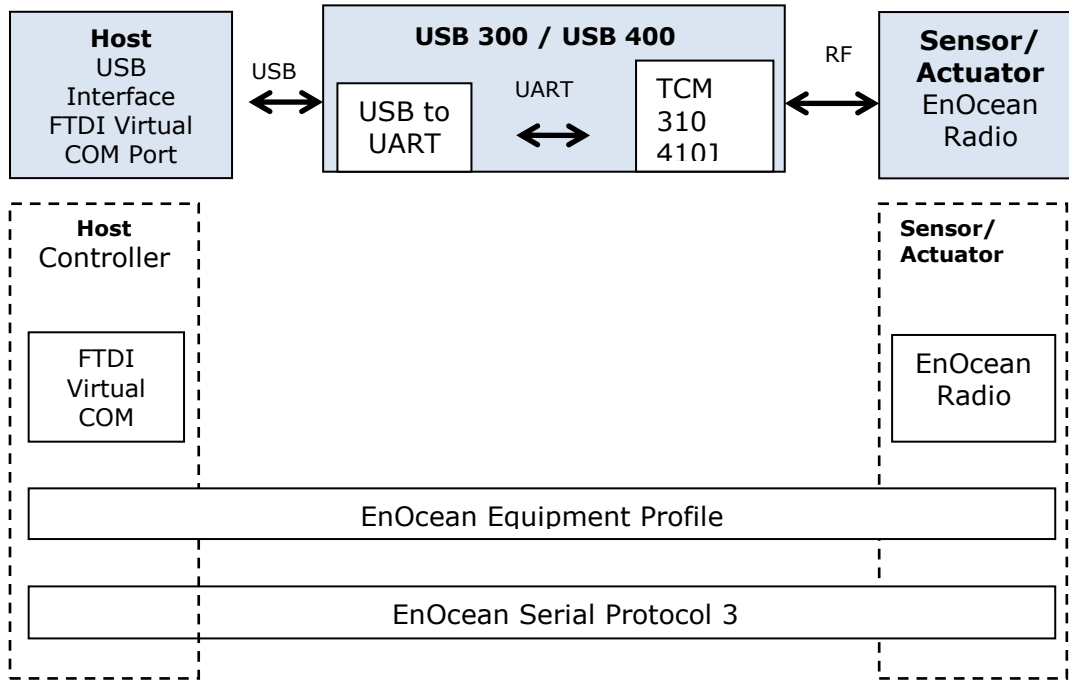 Host
USB
Interface
FTDI Virtual
COM Port
USB
USB 300 / USB 400
USB to
UART
UART
TCM
310
410J
RF
Sensor/
Actuator
EnOcean
Radio
Host
Controller
Sensor/
Actuator
FTDI
Virtual
COM
EnOcean
Radio
EnOcean Equipment Profile
EnOcean Serial Protocol 3